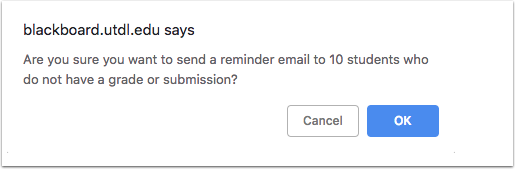 blackboard.utdl.edu says
Are you sure you want to send a reminder email to 10 students who
do not have a grade or submission?
Cancel
OK